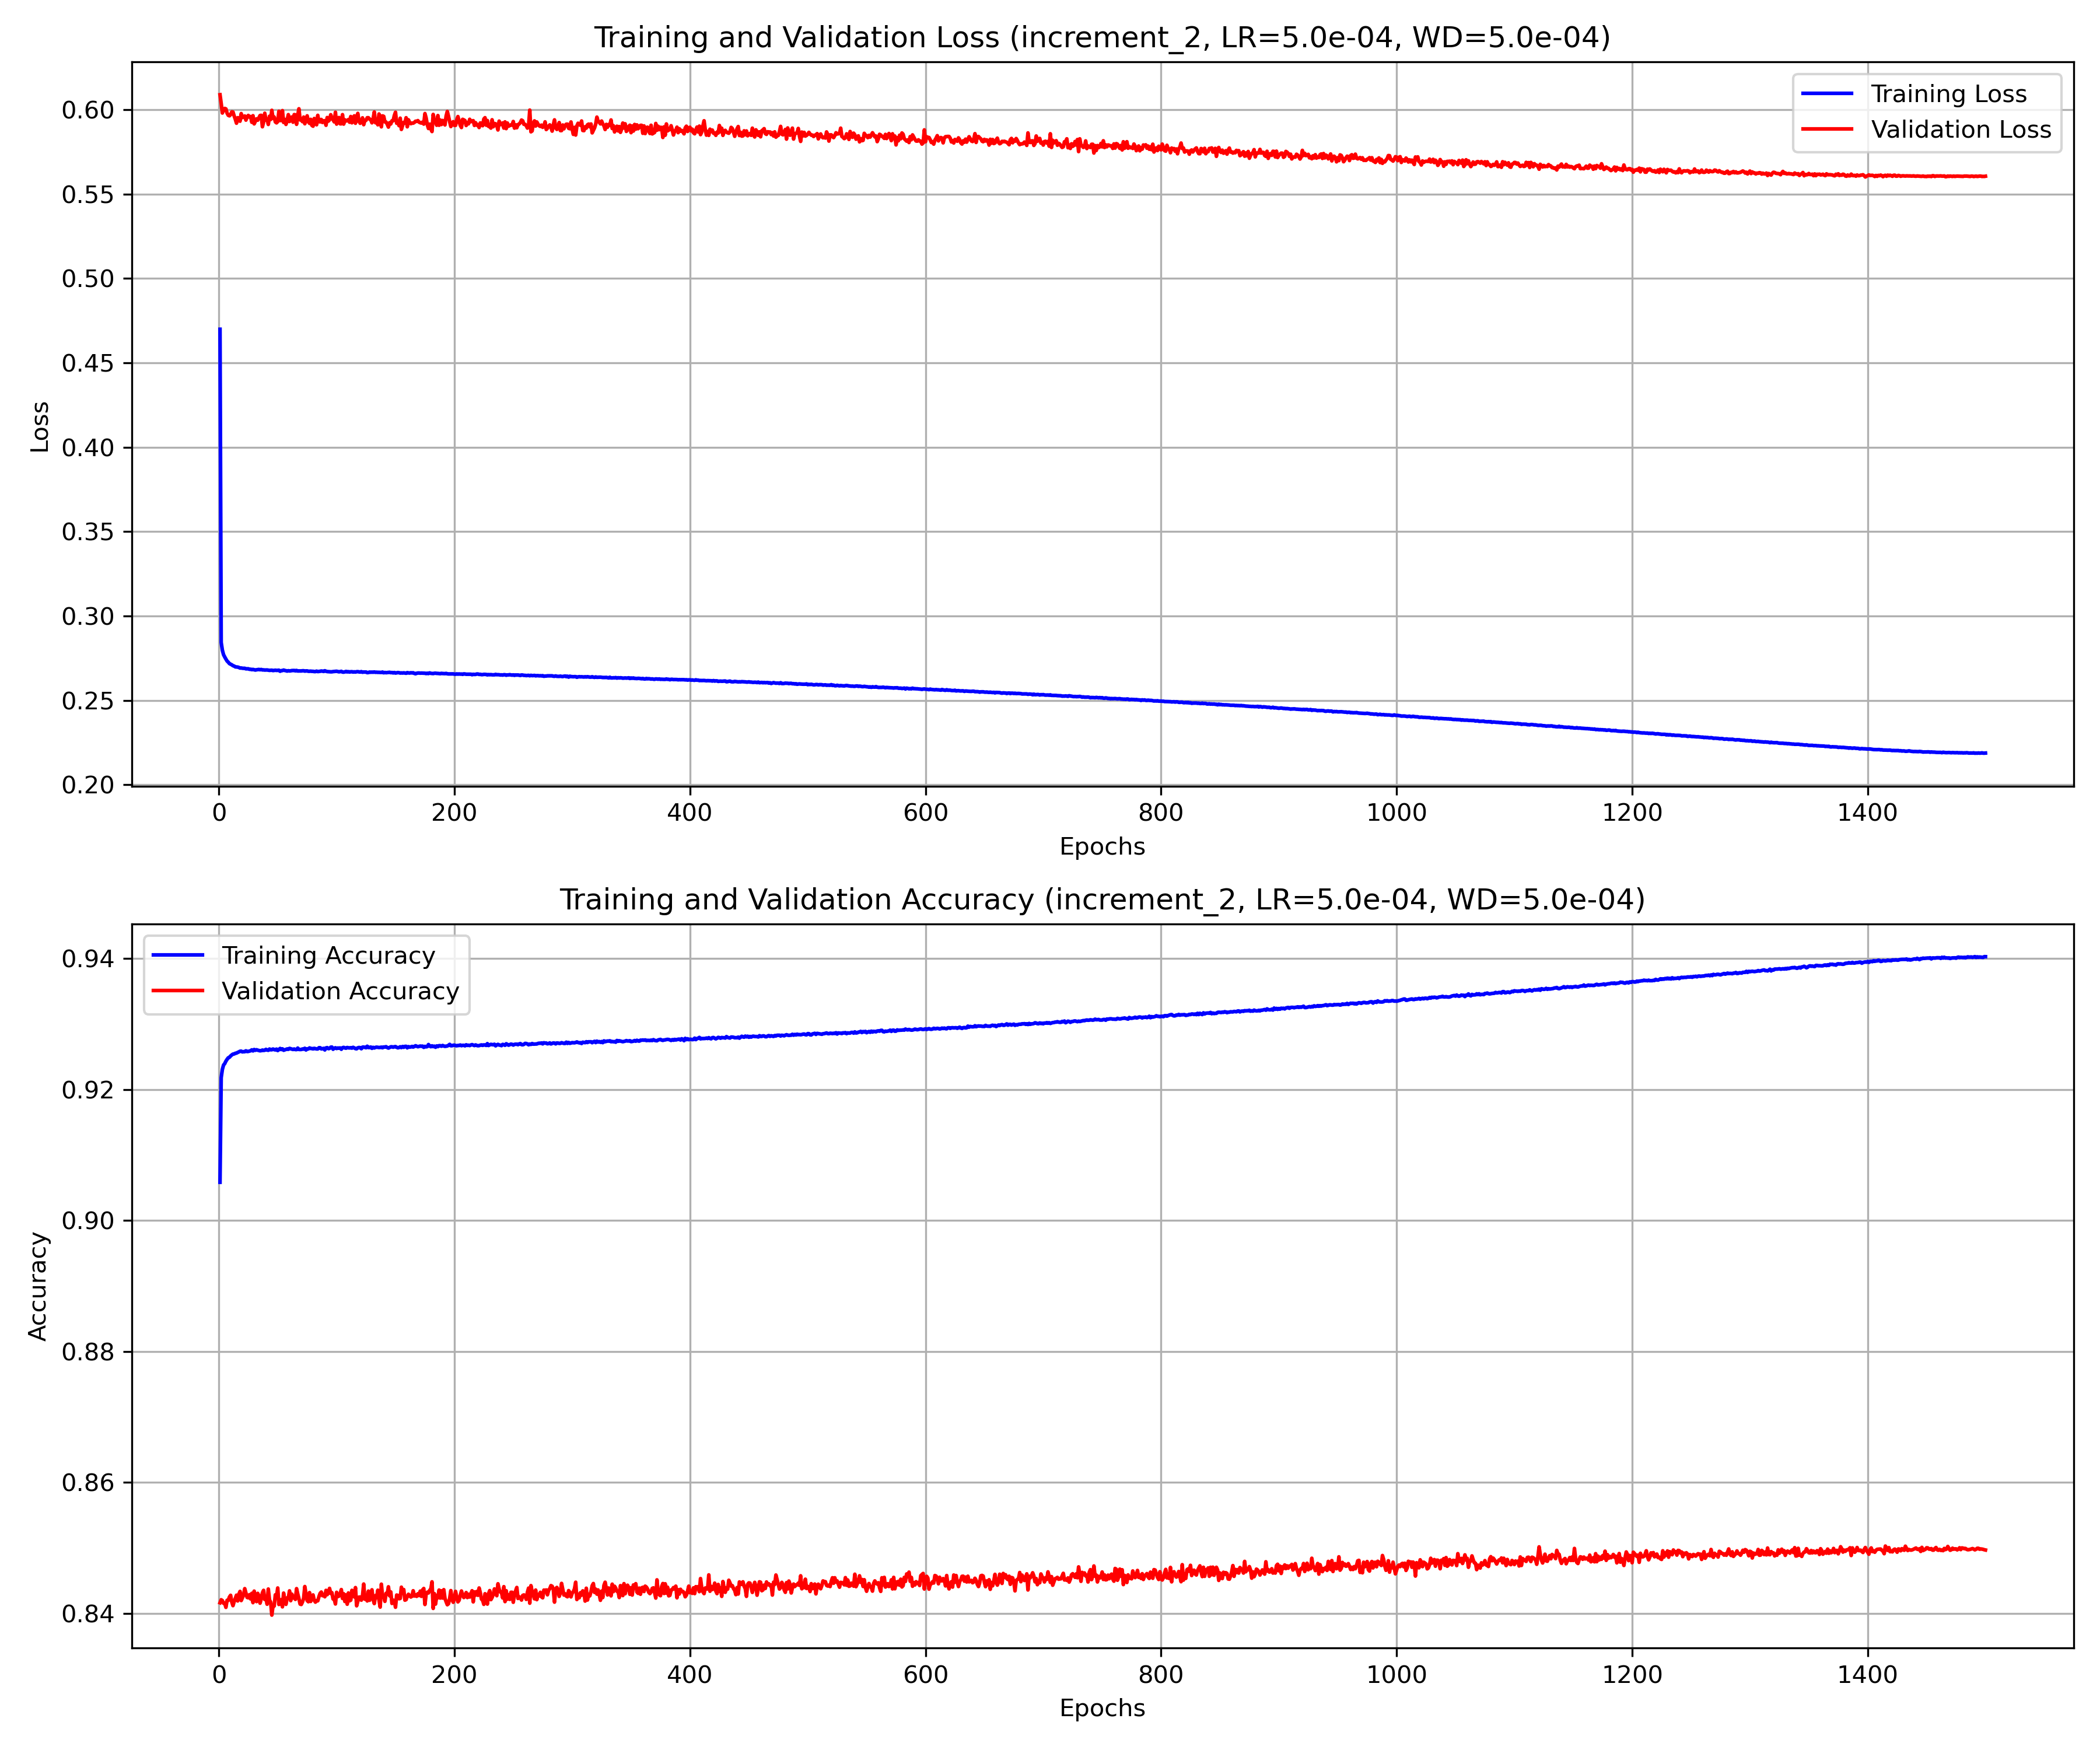 Training and Validation Loss (increment_2, LR=5.0e-04, WD=5.0e-04)
Training Loss
Validation Loss
0.60
0.55
0.50
0.45
0.40
0.35
0.30
0.25
0.20
Loss
0 200 400 600 800 1000 1200 1400
Epochs
Training and Validation Accuracy (increment_2, LR=5.0e-04, WD=5.0e-04)
Training Accuracy
Validation Accuracy
0.94
0.92
0.90
0.88
0.86
0.84
Accuracy
0 200 400 600 800 1000 1200 1400
Epochs